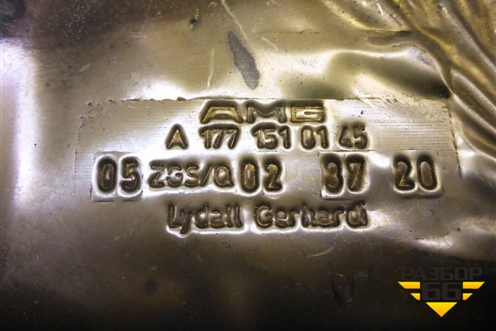 AMG
A 177 151 01 45
05 ZGS/Q 02 37 20
Lydall Gerhardi
РАЗБОР
66